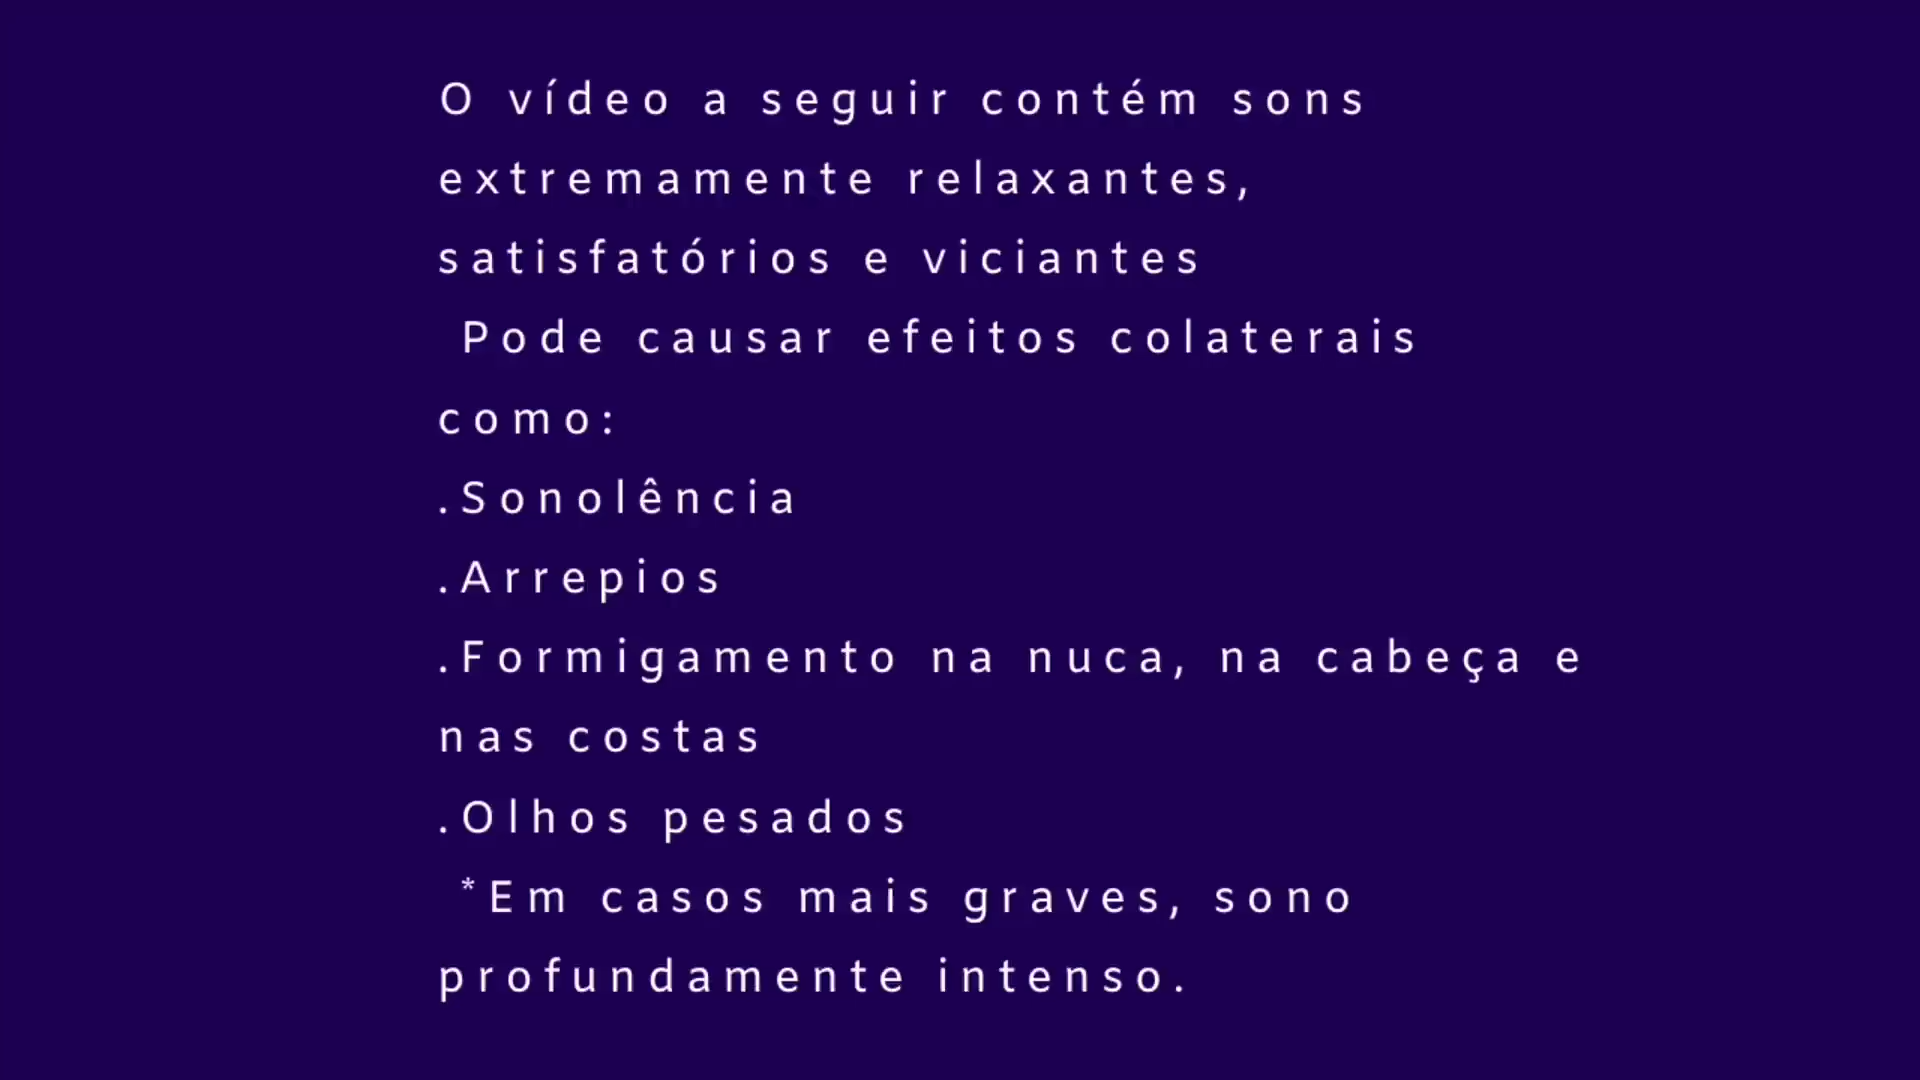 O vídeo a seguir contém sons
extremamente relaxantes,
satisfatórios e viciantes
Pode causar efeitos colaterais
como:
.Sonolência
.Arrepios
.Formigamento na nuca, na cabeça e
nas costas
.Olhos pesados
*Em casos mais graves, sono
profundamente intenso.